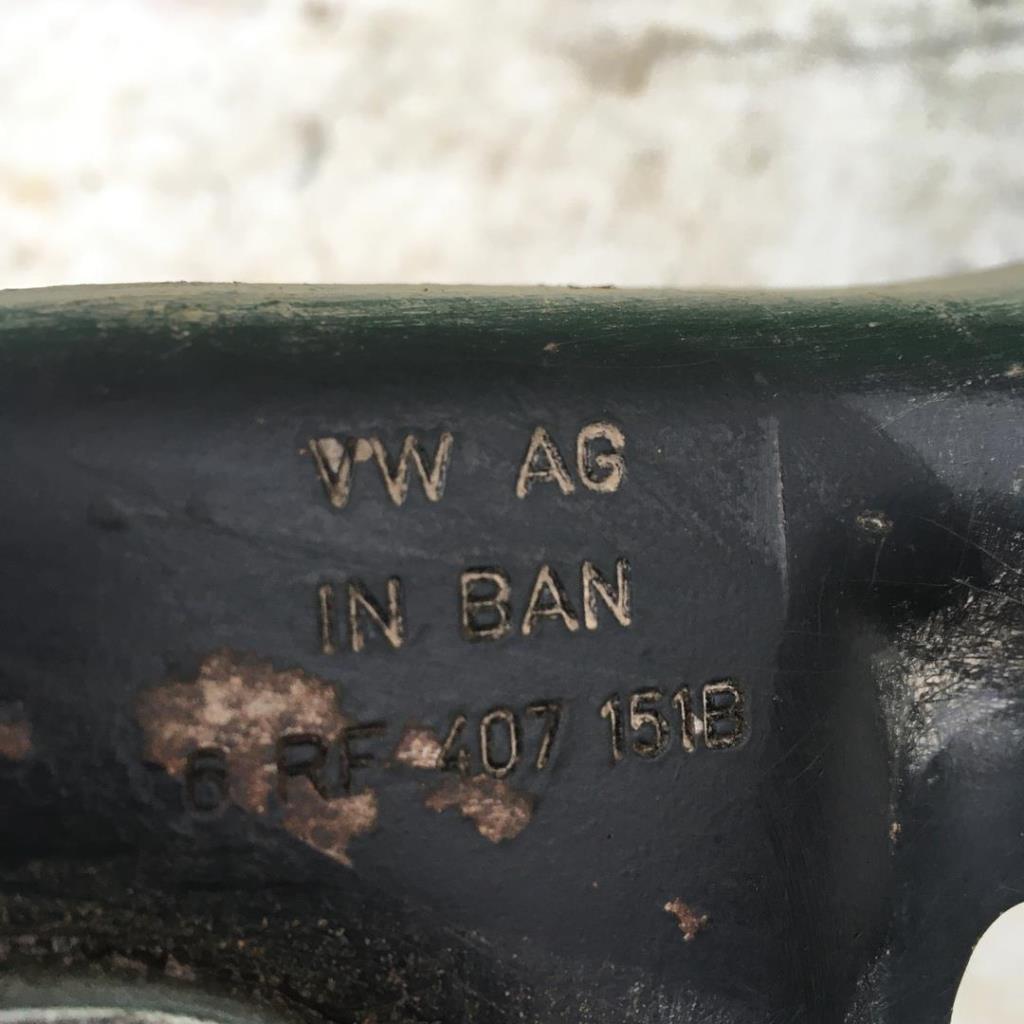 VW AG
IN BAN
6 RF 407 151B